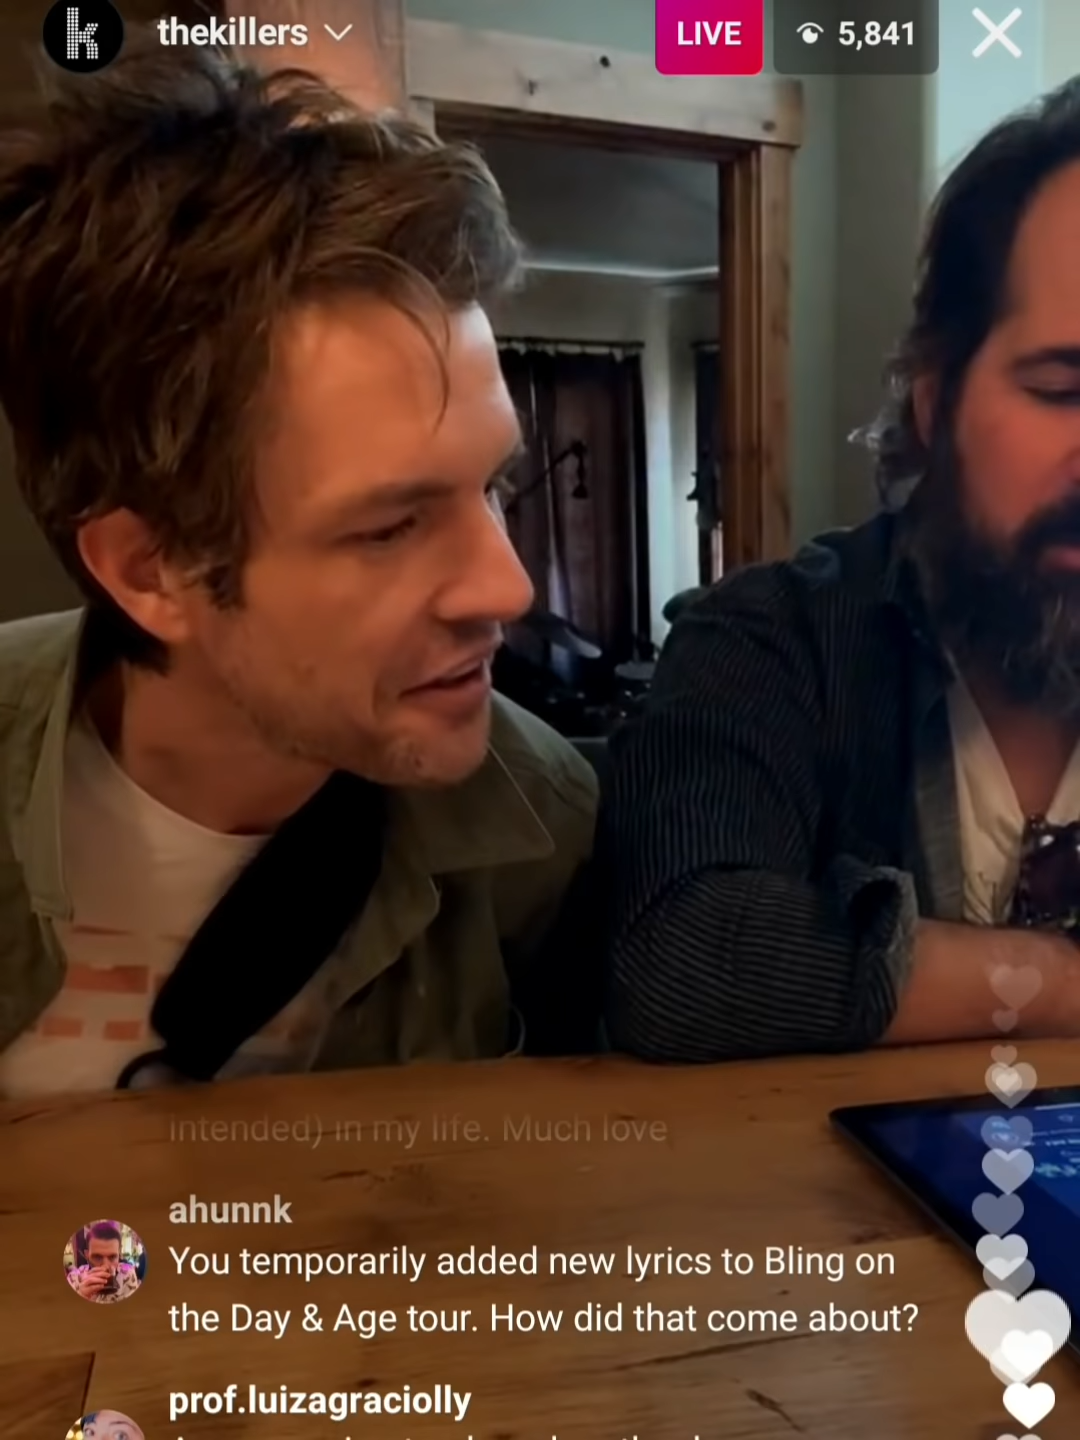 k
thekillers
LIVE
5,841
intended) in my life. Much love
ahunnk
You temporarily added new lyrics to Bling on
the Day & Age tour. How did that come about?
prof.luizagraciolly